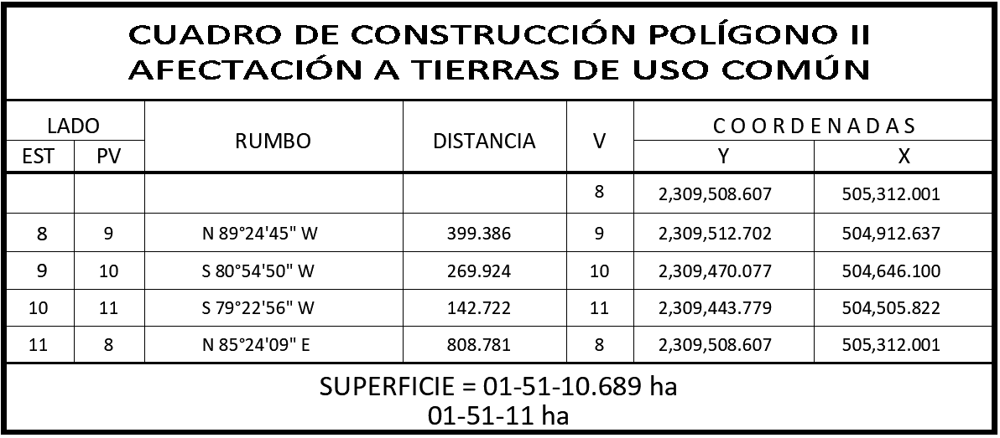 CUADRO DE CONSTRUCCIÓN POLÍGONO II
AFECTACIÓN A TIERRAS DE USO COMÚN
LADO RUMBO DISTANCIA V COORDENADAS
EST PV Y X
8 2,309,508.607 505,312.001
8 9 N 89°24'45" W 399.386 9 2,309,512.702 504,912.637
9 10 S 80°54'50" W 269.924 10 2,309,470.077 504,646.100
10 11 S 79°22'56" W 142.722 11 2,309,443.779 504,505.822
11 8 N 85°24'09" E 808.781 8 2,309,508.607 505,312.001
SUPERFICIE = 01-51-10.689 ha
01-51-11 ha